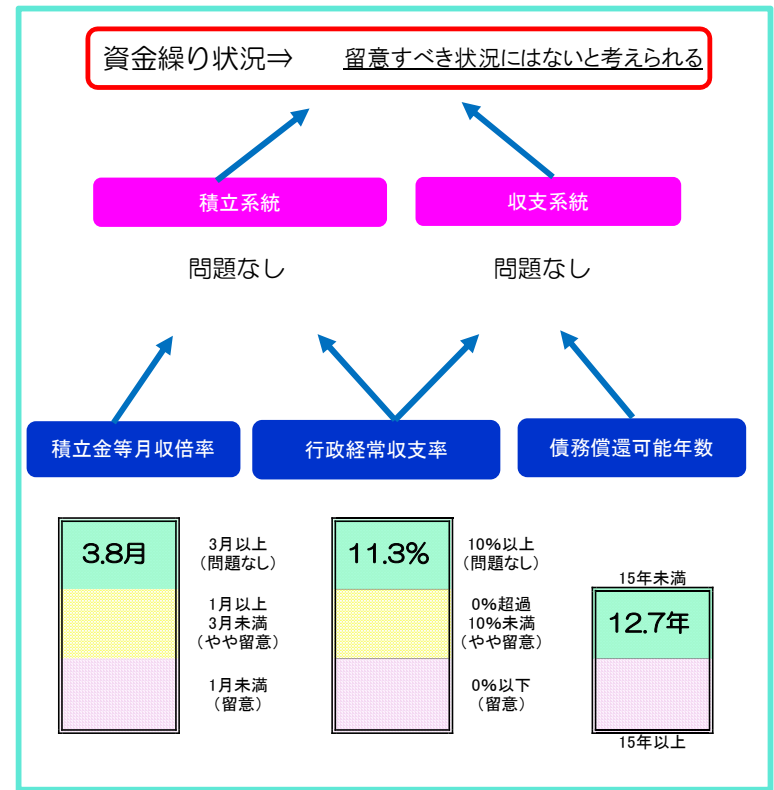 資金繰り状況⇒ 留意すべき状況にはないと考えられる
積立系統
収支系統
問題なし
問題なし
積立金等月収倍率
行政経常収支率
債務償還可能年数
3.8月
3月以上
(問題なし)
1月以上
3月未満
(やや留意)
1月未満
(留意)
11.3%
10%以上
(問題なし)
0%超過
10%未満
(やや留意)
0%以下
(留意)
15年未満
12.7年
15年以上